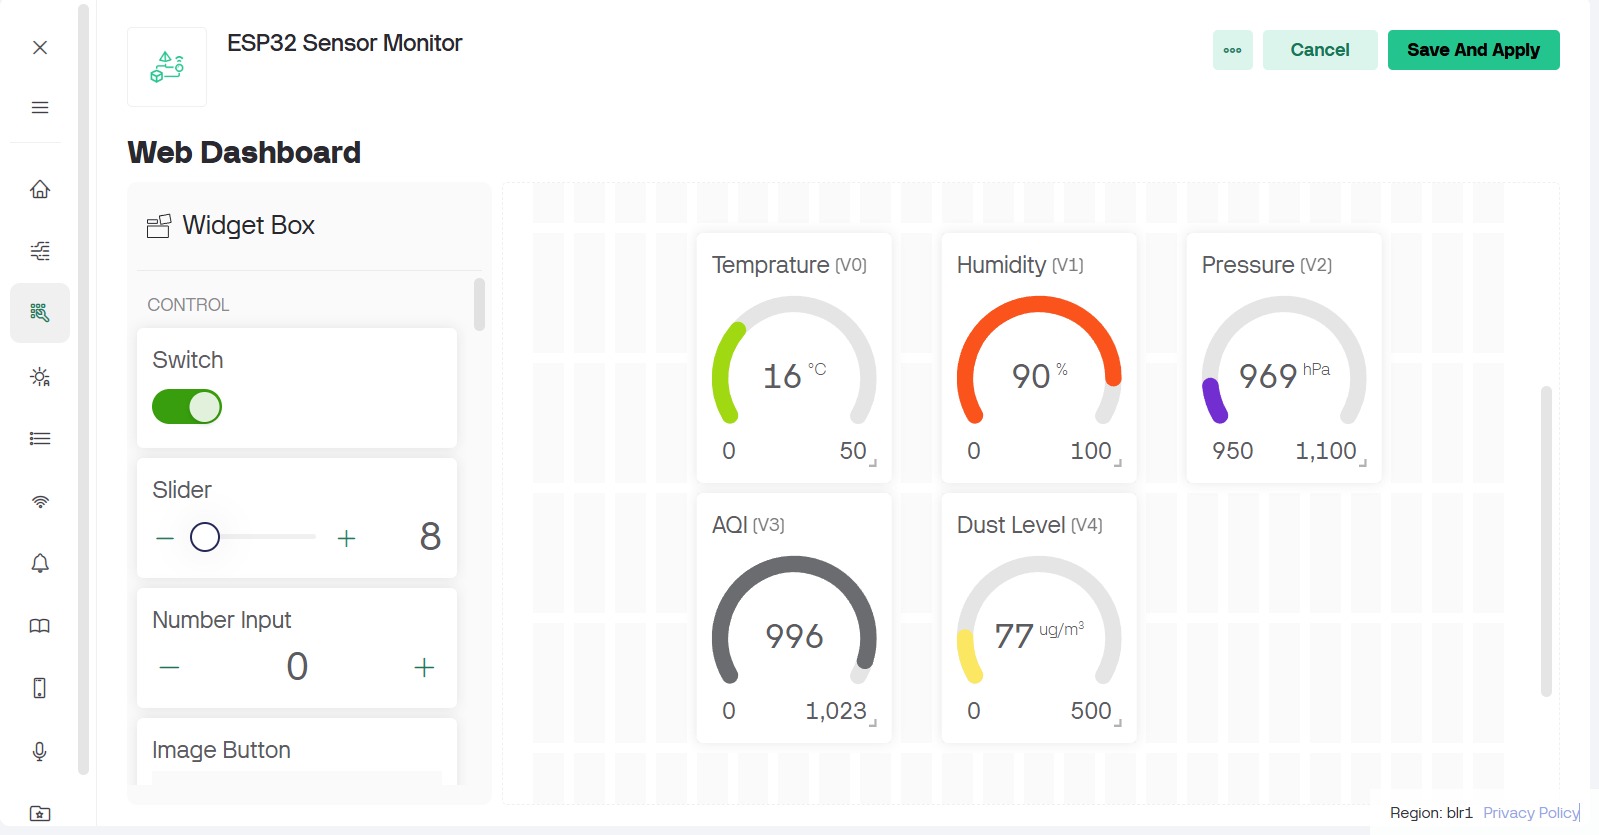 ESP32 Sensor Monitor
Cancel
Save And Apply
Web Dashboard
Widget Box
CONTROL
Switch
Slider
8
Number Input
0
Image Button
Temprature (V0)
16 °C
0 50
Humidity (V1)
90 %
0 100
Pressure (V2)
969 hPa
950 1,100
AQI (V3)
996
0 1,023
Dust Level (V4)
77 ug/m³
0 500
Region: blr1 Privacy Policy